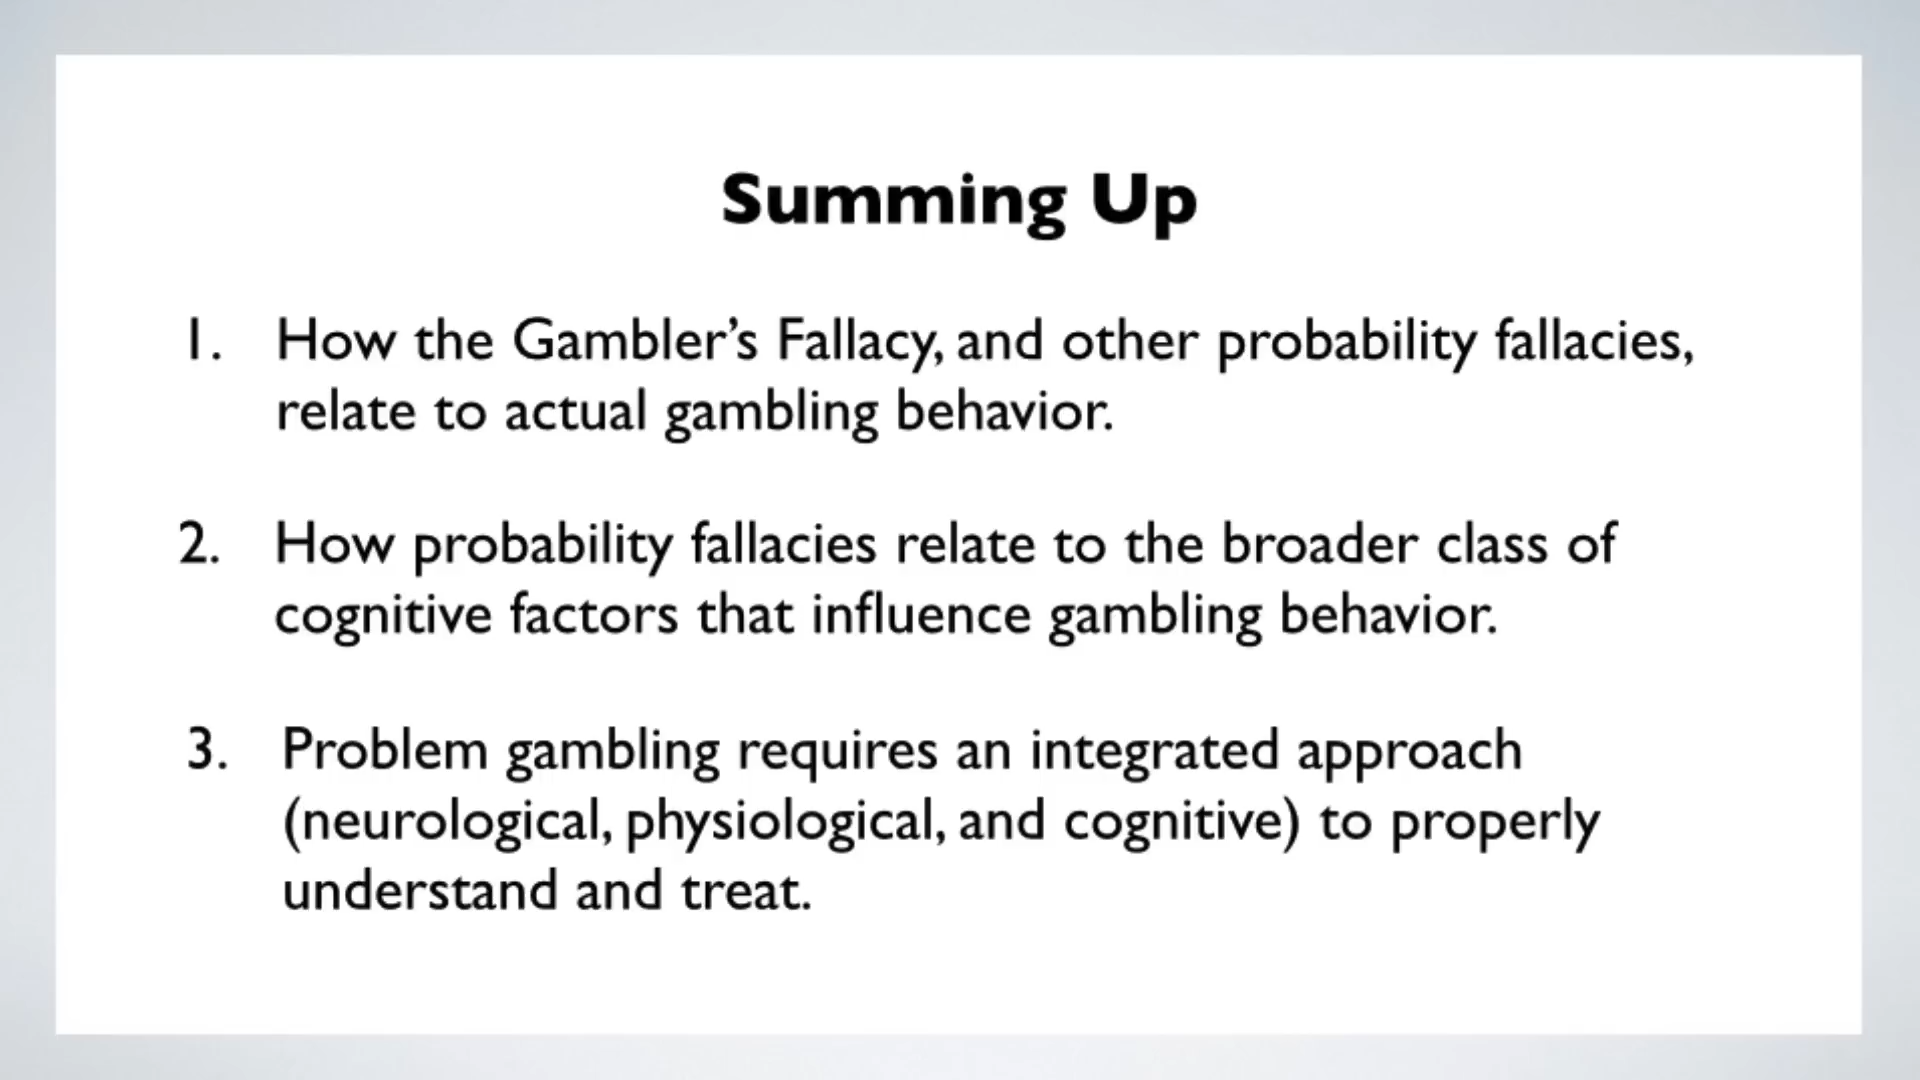 Summing Up
1. How the Gambler’s Fallacy, and other probability fallacies,
relate to actual gambling behavior.
2. How probability fallacies relate to the broader class of
cognitive factors that influence gambling behavior.
3. Problem gambling requires an integrated approach
(neurological, physiological, and cognitive) to properly
understand and treat.